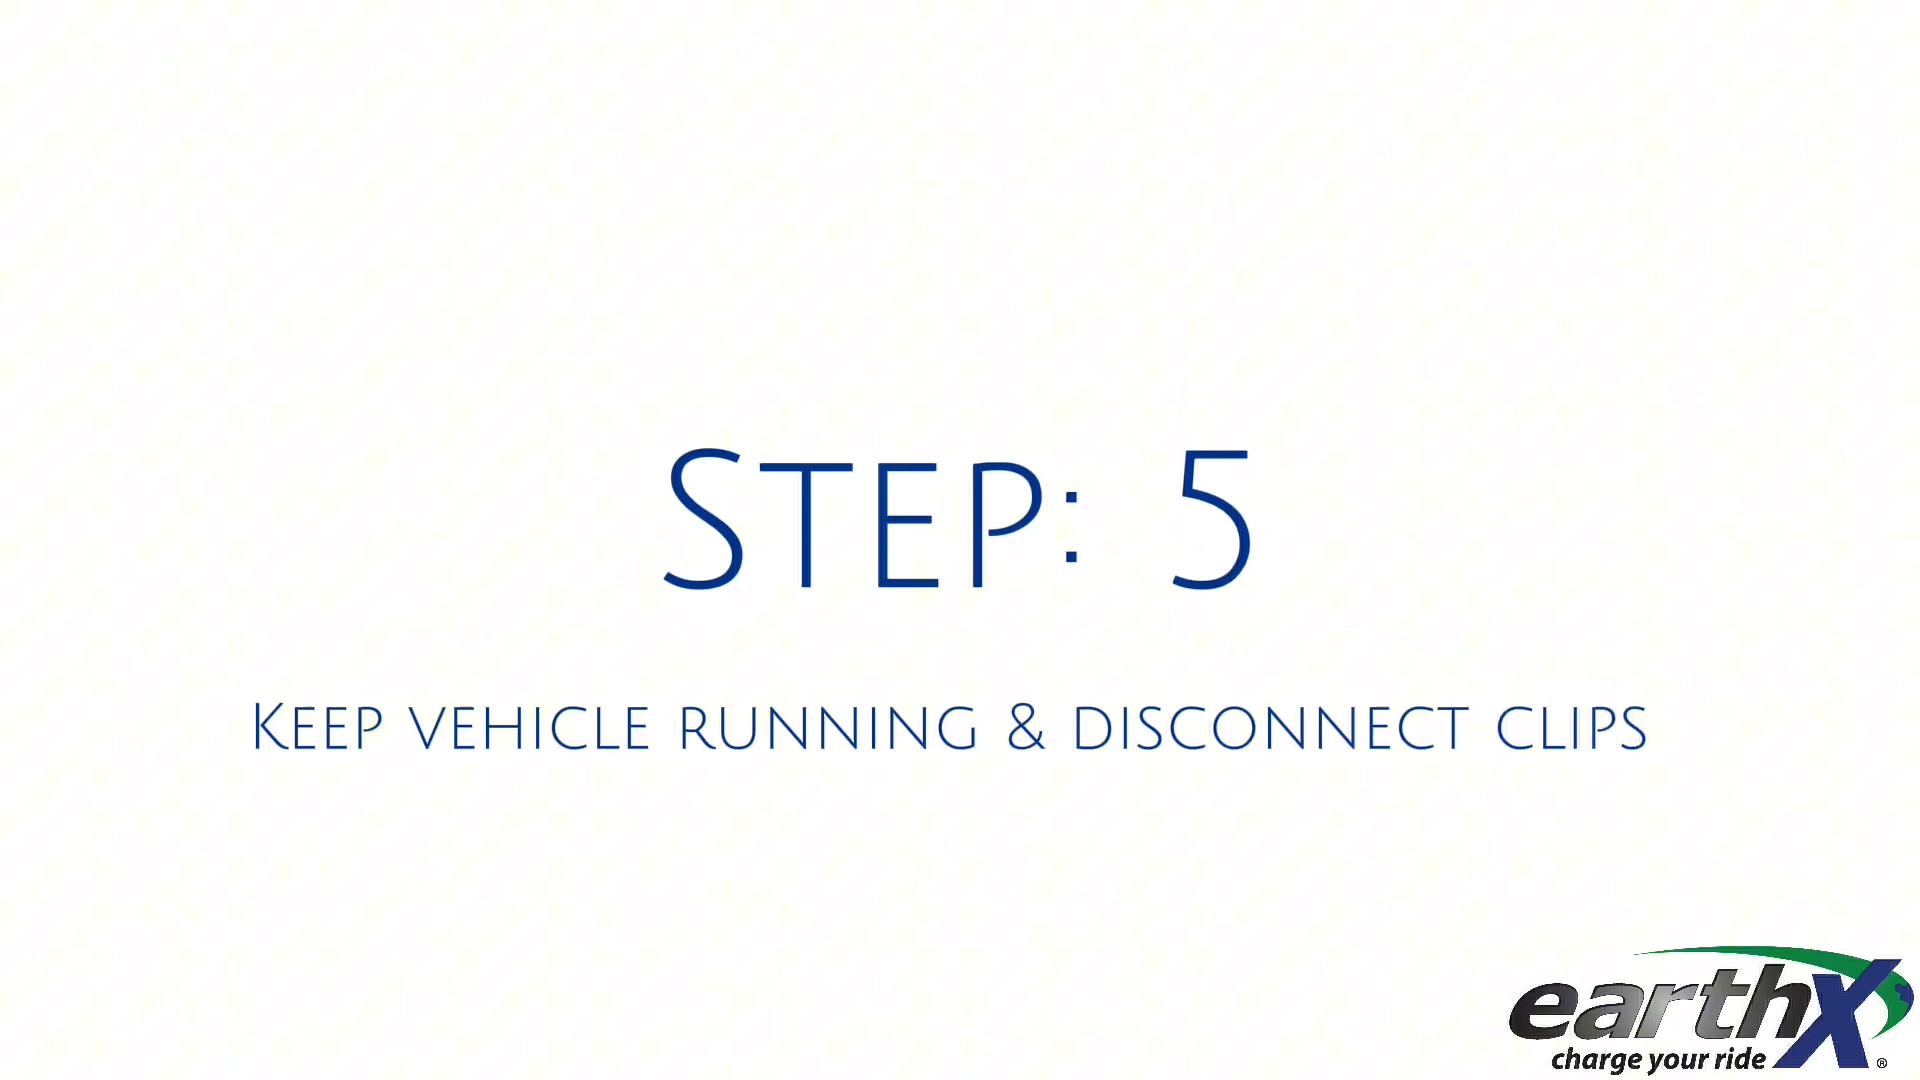 Step: 5
Keep vehicle running & disconnect clips
earthX
charge your ride ®